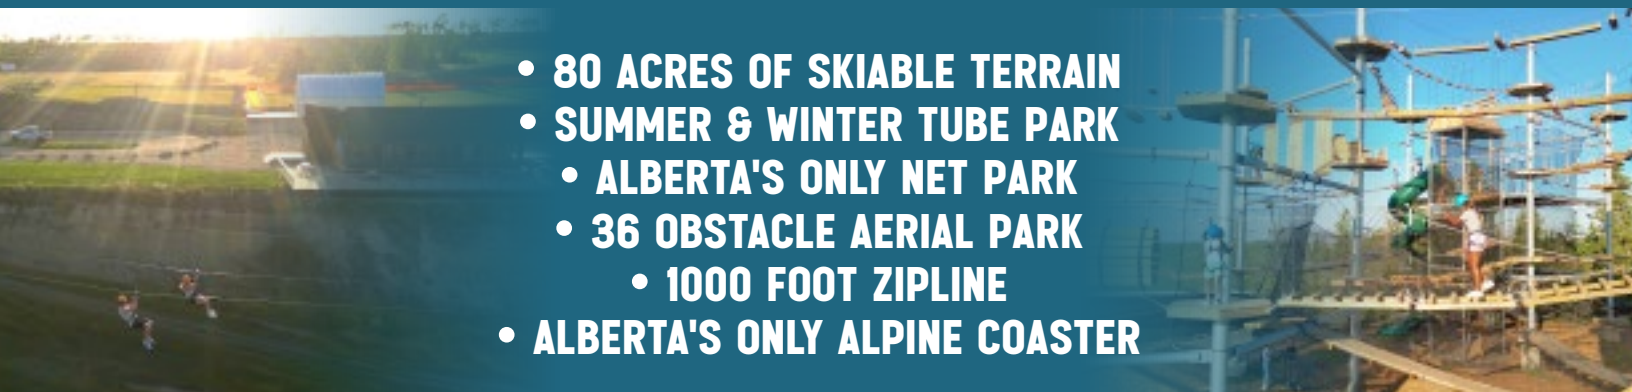 • 80 ACRES OF SKIABLE TERRAIN
• SUMMER & WINTER TUBE PARK
• ALBERTA'S ONLY NET PARK
• 36 OBSTACLE AERIAL PARK
• 1000 FOOT ZIPLINE
• ALBERTA'S ONLY ALPINE COASTER